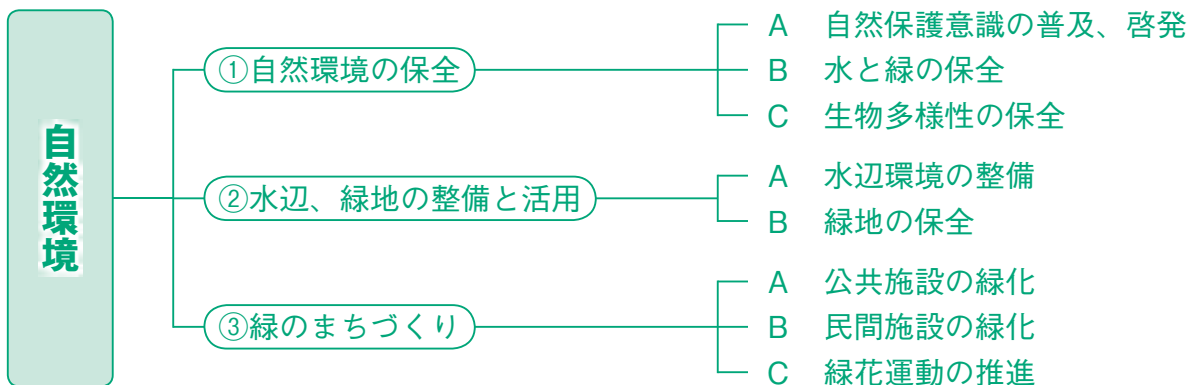 自然環境
①自然環境の保全
A 自然保護意識の普及、啓発
B 水と緑の保全
C 生物多様性の保全
②水辺、緑地の整備と活用
A 水辺環境の整備
B 緑地の保全
③緑のまちづくり
A 公共施設の緑化
B 民間施設の緑化
C 緑花運動の推進